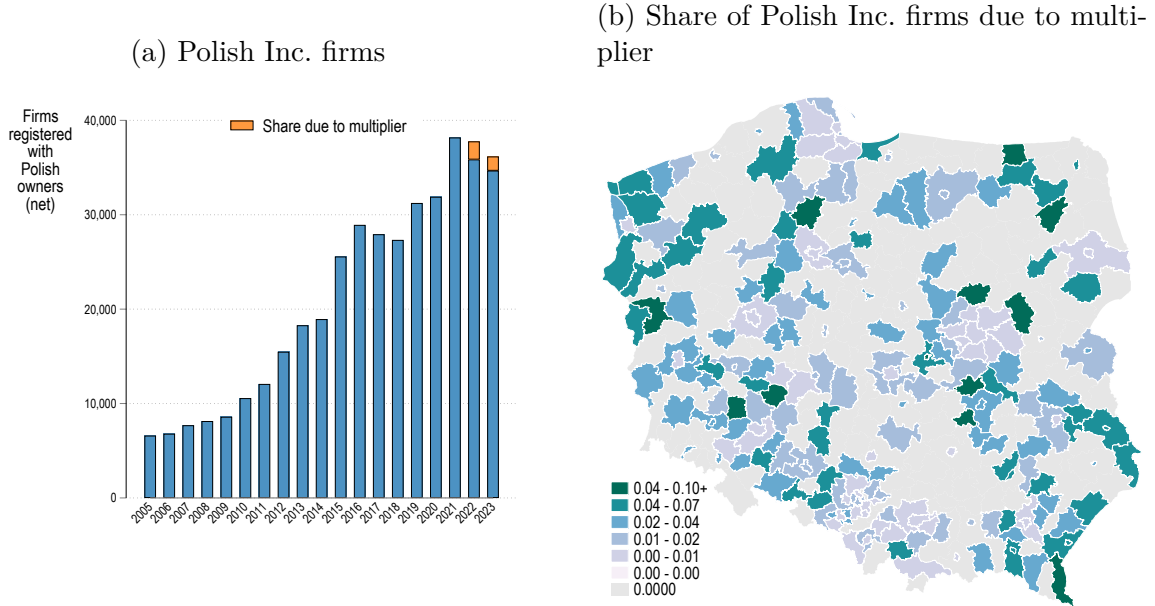 (a) Polish Inc. firms
Firms
registered
with
Polish
owners
(net)
Share due to multiplier
40,000
30,000
20,000
10,000
0
2005
2006
2007
2008
2009
2010
2011
2012
2013
2014
2015
2016
2017
2018
2019
2020
2021
2022
2023
(b) Share of Polish Inc. firms due to multi-
plier
0.04 - 0.10+
0.04 - 0.07
0.02 - 0.04
0.01 - 0.02
0.00 - 0.01
0.00 - 0.00
0.0000